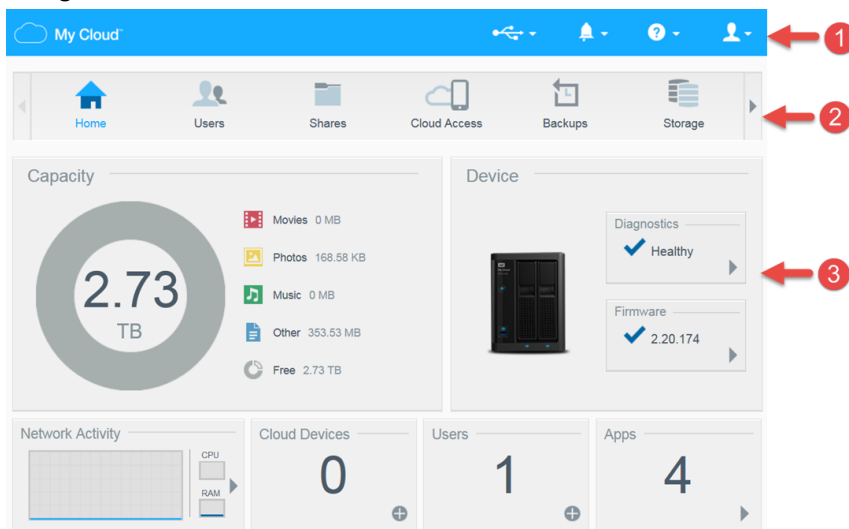 My Cloud™
1
Home
Users
Shares
Cloud Access
Backups
Storage
2
Capacity
2.73
TB
Movies 0 MB
Photos 168.58 KB
Music 0 MB
Other 353.53 MB
Free 2.73 TB
Device
Diagnostics
Healthy
3
Firmware
2.20.174
Network Activity
CPU
RAM
Cloud Devices
0
Users
1
Apps
4